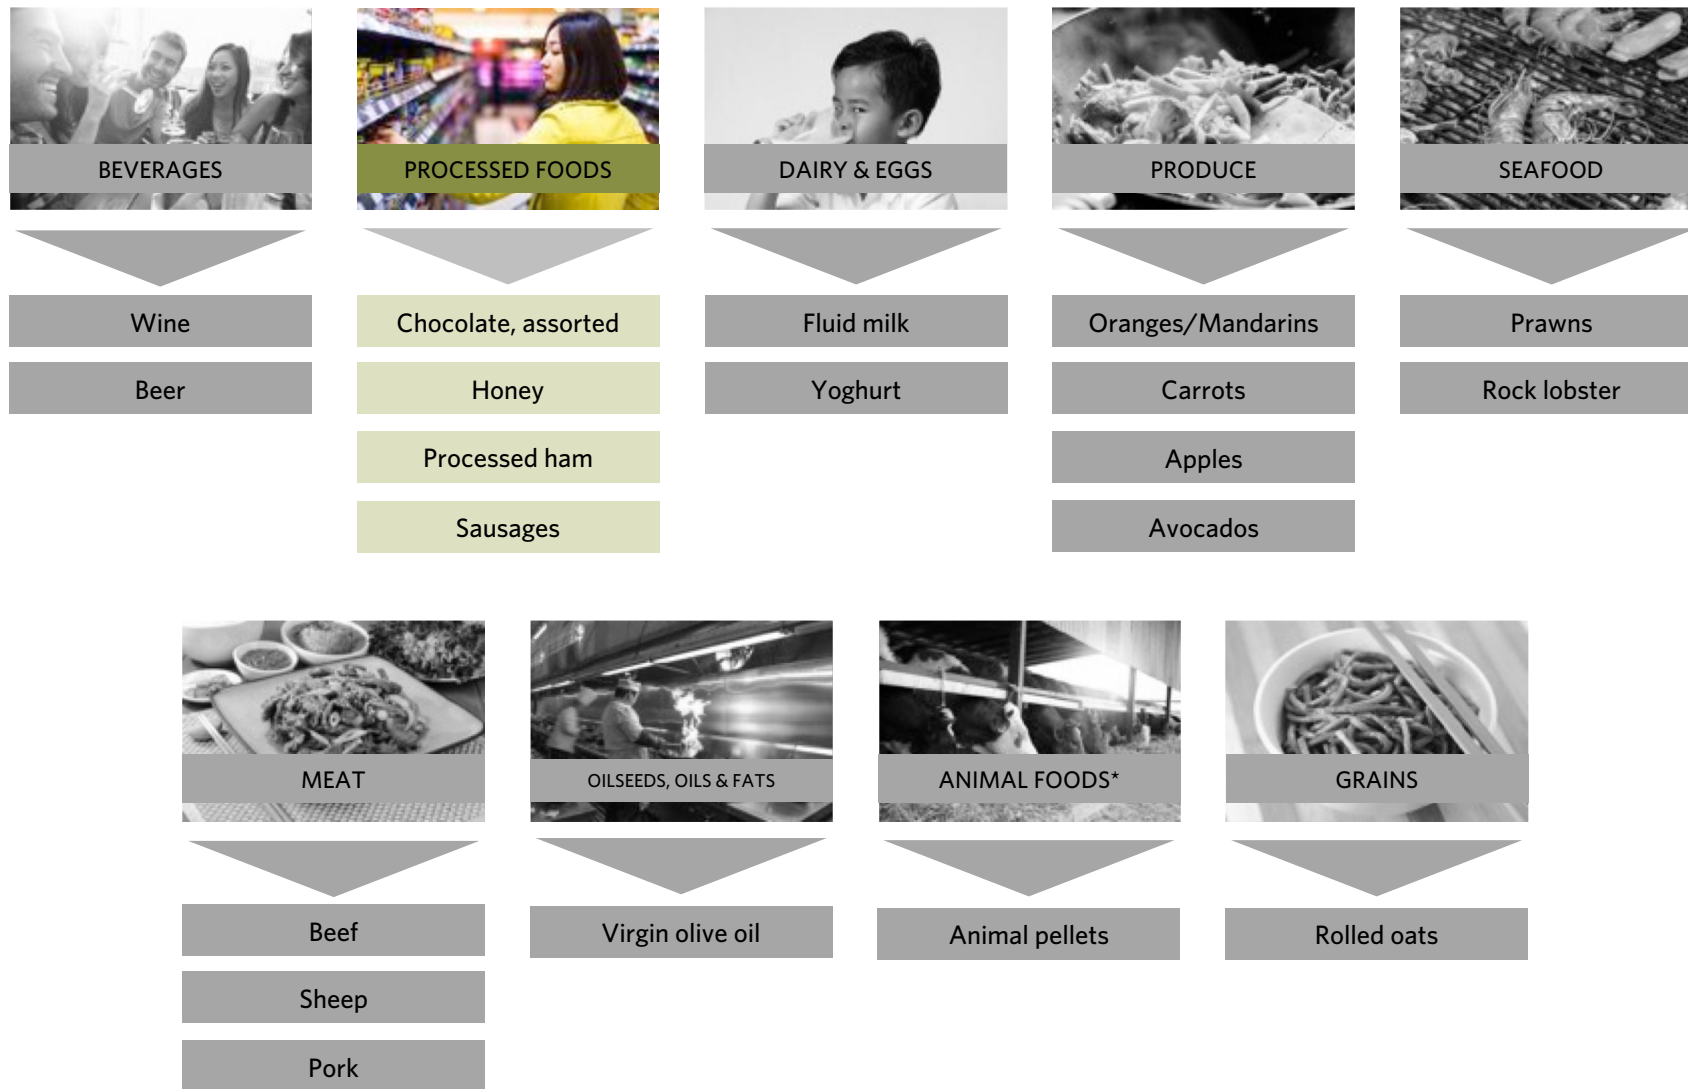 BEVERAGES
PROCESSED FOODS
DAIRY & EGGS
PRODUCE
SEAFOOD
Wine
Chocolate, assorted
Fluid milk
Oranges/Mandarins
Prawns
Beer
Honey
Yoghurt
Carrots
Rock lobster
Processed ham
Apples
Sausages
Avocados
MEAT
OILSEEDS, OILS & FATS
ANIMAL FOODS*
GRAINS
Beef
Virgin olive oil
Animal pellets
Rolled oats
Sheep
Pork